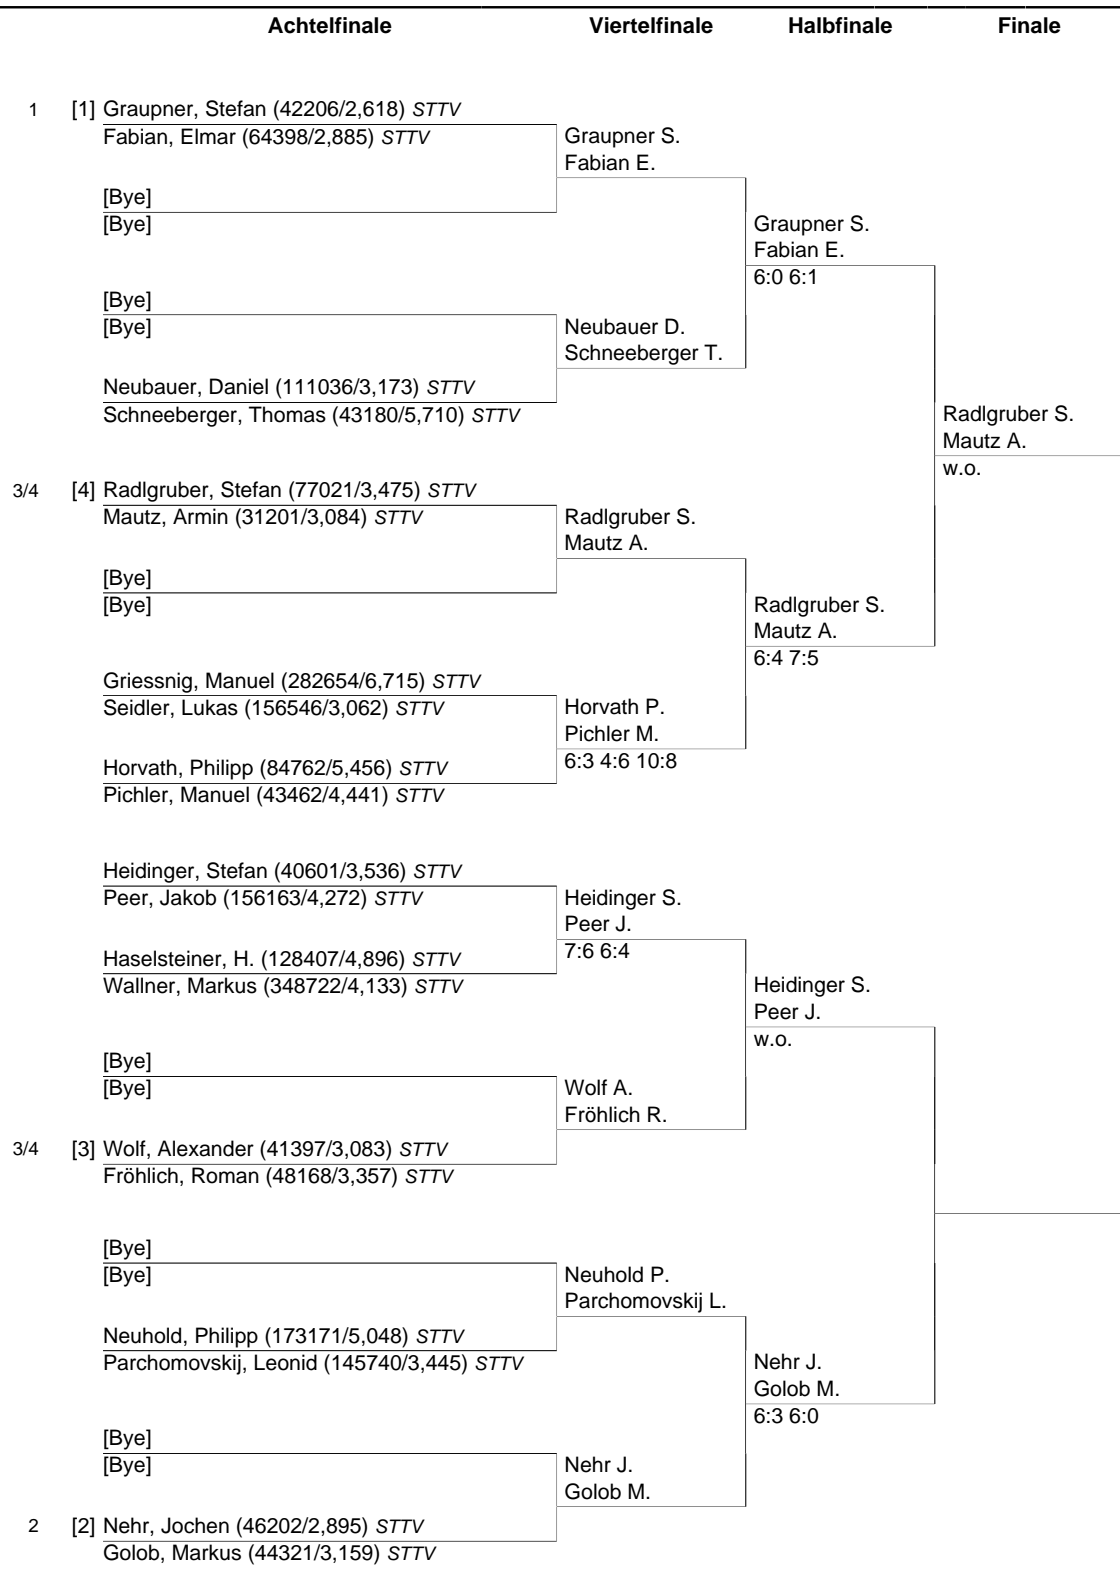 Achtelfinale Viertelfinale Halbfinale Finale
1 [1] Graupner, Stefan (42206/2,618) STTV
Fabian, Elmar (64398/2,885) STTV
Graupner S.
Fabian E.
[Bye]
[Bye]
Graupner S.
Fabian E.
6:0 6:1
[Bye]
[Bye]
Neubauer D.
Schneeberger T.
Neubauer, Daniel (111036/3,173) STTV
Schneeberger, Thomas (43180/5,710) STTV
Radlgruber S.
Mautz A.
w.o.
3/4 [4] Radlgruber, Stefan (77021/3,475) STTV
Mautz, Armin (31201/3,084) STTV
Radlgruber S.
Mautz A.
[Bye]
[Bye]
Radlgruber S.
Mautz A.
6:4 7:5
Griessnig, Manuel (282654/6,715) STTV
Seidler, Lukas (156546/3,062) STTV
Horvath P.
Pichler M.
6:3 4:6 10:8
Horvath, Philipp (84762/5,456) STTV
Pichler, Manuel (43462/4,441) STTV
Heidinger, Stefan (40601/3,536) STTV
Peer, Jakob (156163/4,272) STTV
Heidinger S.
Peer J.
7:6 6:4
Haselsteiner, H. (128407/4,896) STTV
Wallner, Markus (348722/4,133) STTV
Heidinger S.
Peer J.
w.o.
[Bye]
[Bye]
Wolf A.
Fröhlich R.
3/4 [3] Wolf, Alexander (41397/3,083) STTV
Fröhlich, Roman (48168/3,357) STTV
[Bye]
[Bye]
Neuhold P.
Parchomovskij L.
Neuhold, Philipp (173171/5,048) STTV
Parchomovskij, Leonid (145740/3,445) STTV
Nehr J.
Golob M.
6:3 6:0
[Bye]
[Bye]
Nehr J.
Golob M.
2 [2] Nehr, Jochen (46202/2,895) STTV
Golob, Markus (44321/3,159) STTV